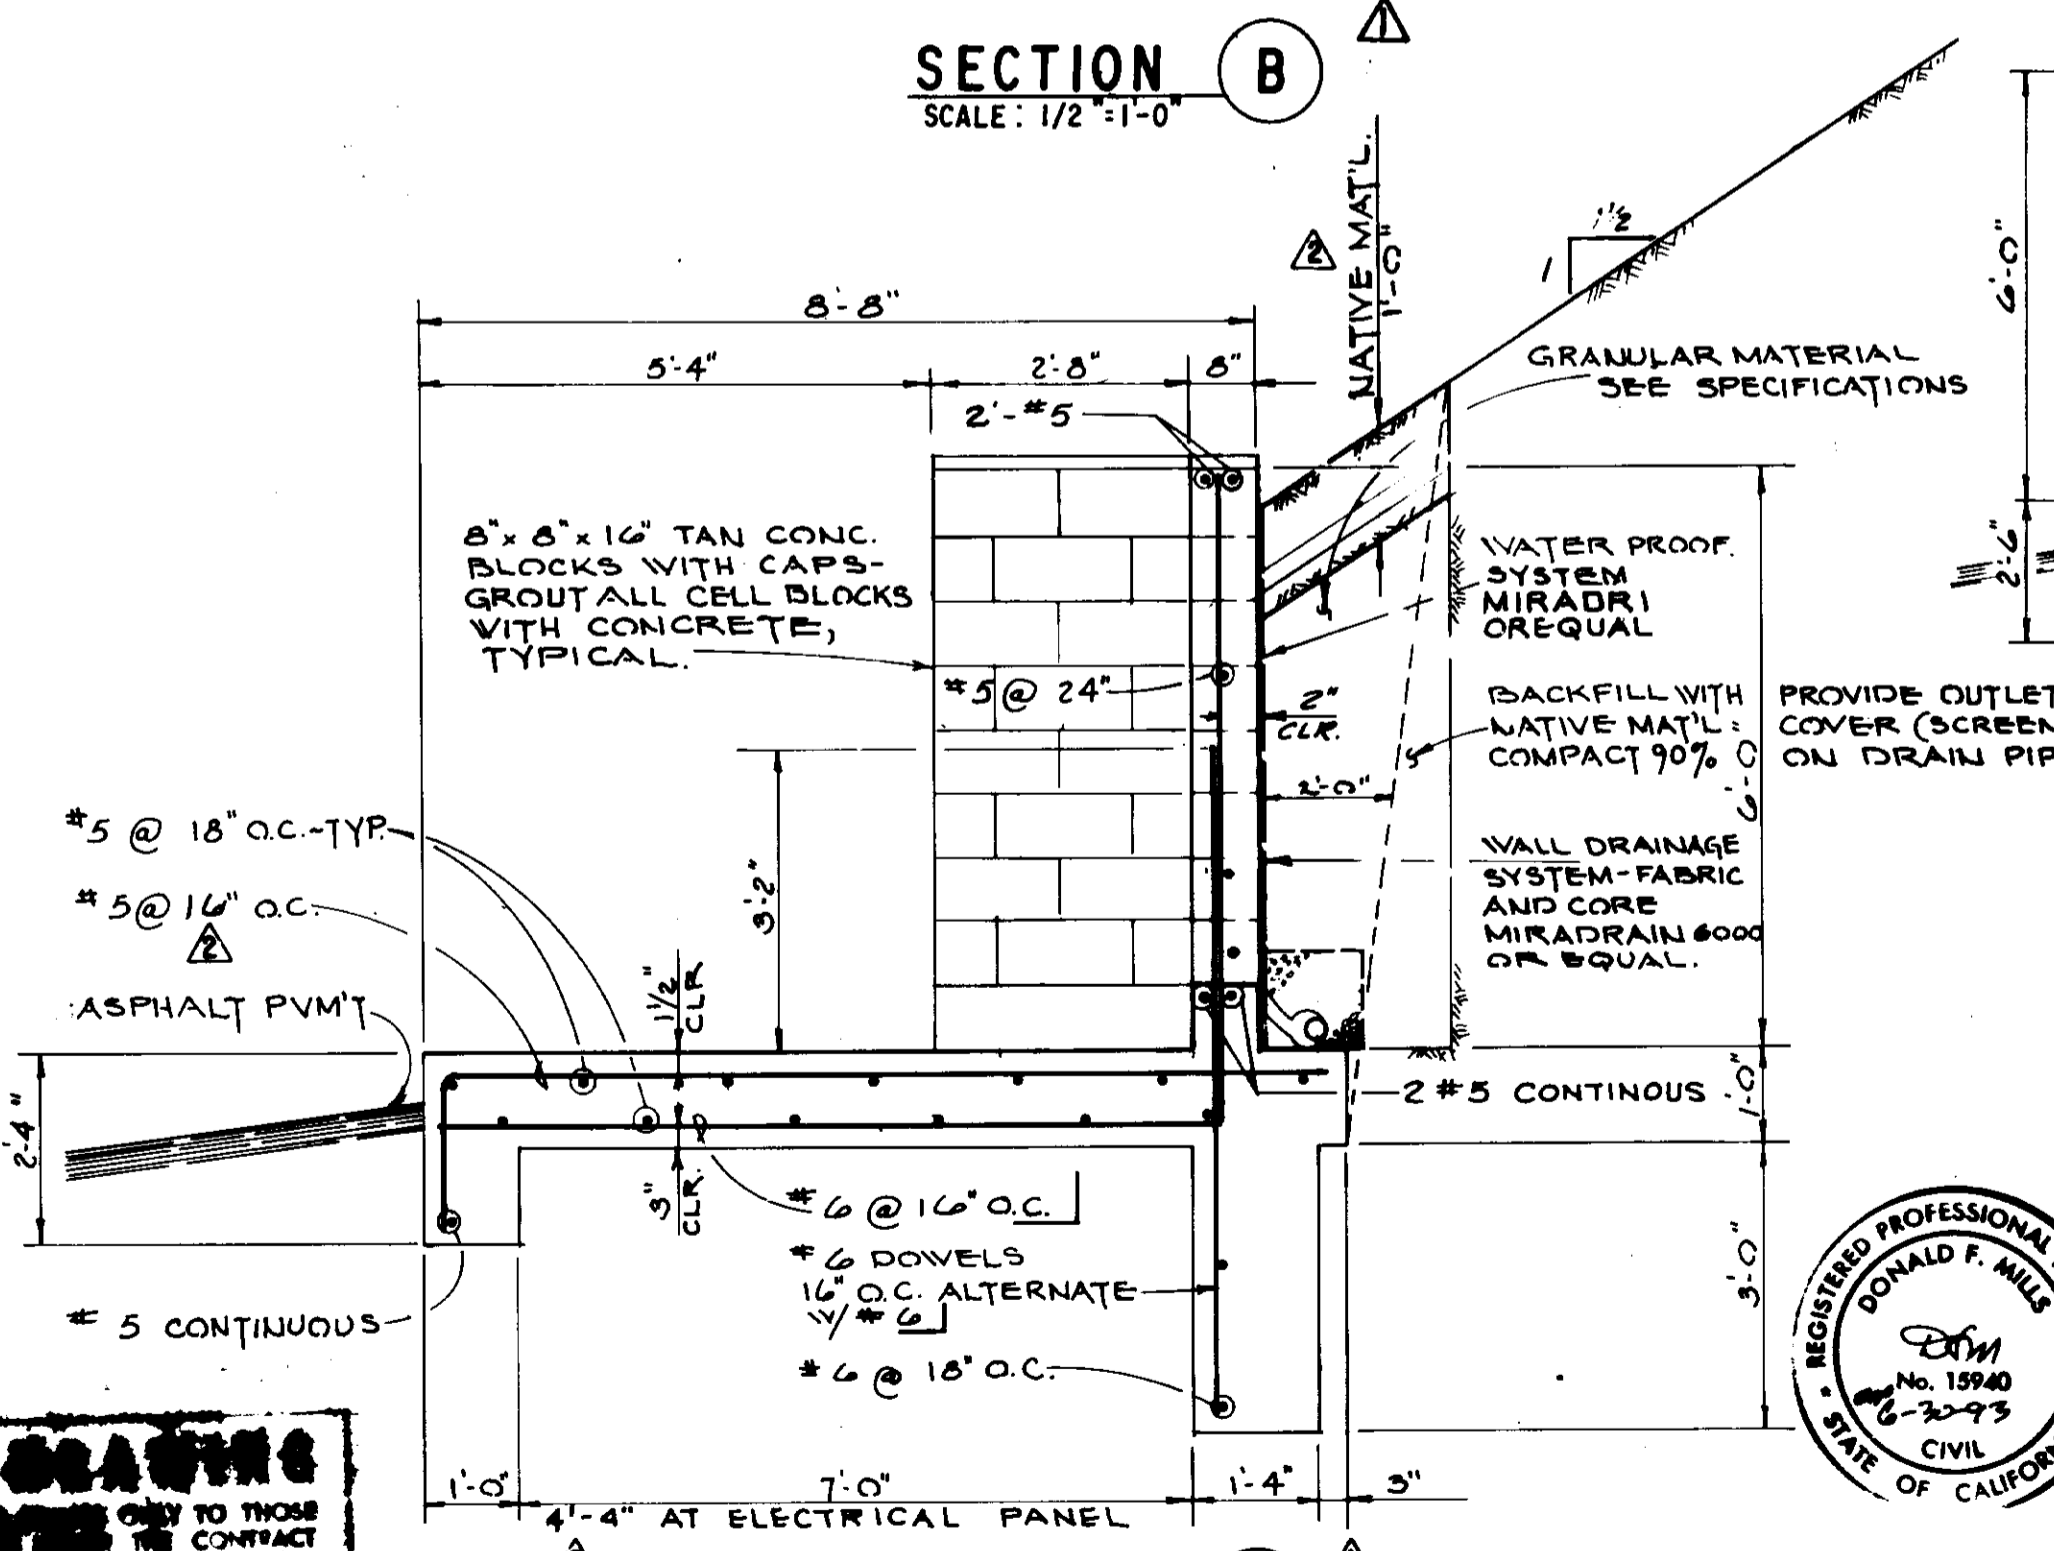 SECTION B
SCALE: 1/2"=1'-0"
1
2
NATIVE MAT'L.
1'-0"
1 1/2
1
6'-0"
2'-6"
8'-8"
5'-4"
2'-8"
8"
GRANULAR MATERIAL
SEE SPECIFICATIONS
2'-#5
8"x 8"x 16" TAN CONC.
BLOCKS WITH CAPS-
GROUT ALL CELL BLOCKS
WITH CONCRETE,
TYPICAL.
WATER PROOF.
SYSTEM
MIRADRI
OREQUAL
#5 @ 24"
2"
CLR.
BACKFILL WITH
NATIVE MAT'L =
COMPACT 90%
PROVIDE OUTLET
COVER (SCREEN
ON DRAIN PIP
6'-0
2'-0"
#5 @ 18" O.C.-TYP.
#5@ 16" O.C.
2
3'-2"
WALL DRAINAGE
SYSTEM-FABRIC
AND CORE
MIRADRAIN 6000
OR EQUAL.
1 1/2"
CLR
ASPHALT PVM'T
2'-4"
2 #5 CONTINOUS
1'-0"
3"
CLR.
#6 @ 16" O.C.
#6 DOWELS
16" O.C. ALTERNATE
W/ #6
# 5 CONTINUOUS
#6 @ 18" O.C.
3'-0"
REGISTERED PROFESSIONAL
DONALD F. MILLS
No. 15940
6-30-93
CIVIL
STATE OF CALIFOR
ONLY TO THOSE
THE CONTRACT
1'-0"
7'-0"
1'-4"
3"
4'-4" AT ELECTRICAL PANEL